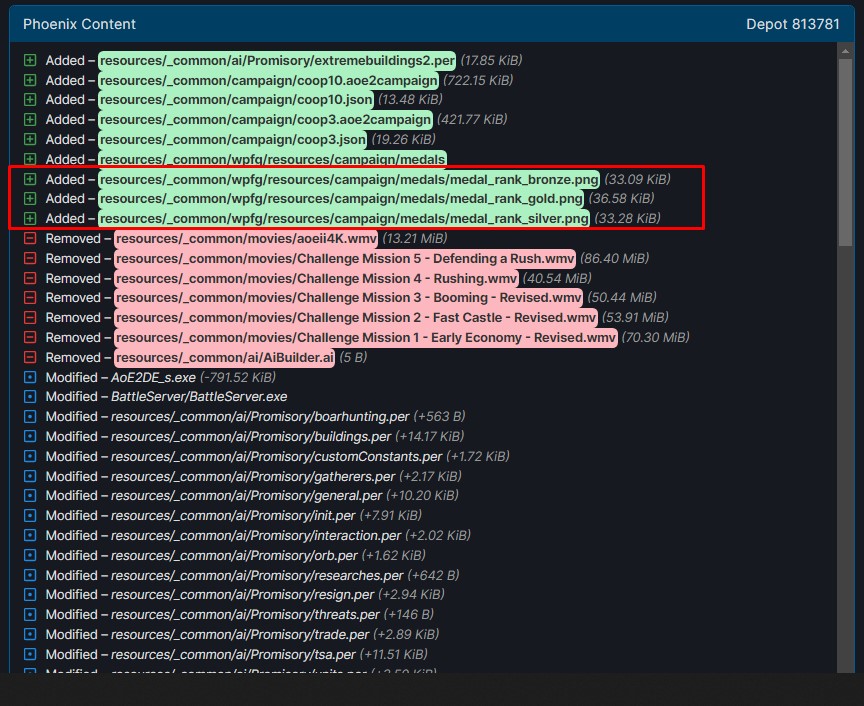 Phoenix Content
Depot 813781
Added – resources/_common/ai/Promisory/extremebuildings2.per (17.85 KiB)
Added – resources/_common/campaign/coop10.aoe2campaign (722.15 KiB)
Added – resources/_common/campaign/coop10.json (13.48 KiB)
Added – resources/_common/campaign/coop3.aoe2campaign (421.77 KiB)
Added – resources/_common/campaign/coop3.json (19.26 KiB)
Added – resources/_common/wpfg/resources/campaign/medals
Added – resources/_common/wpfg/resources/campaign/medals/medal_rank_bronze.png (33.09 KiB)
Added – resources/_common/wpfg/resources/campaign/medals/medal_rank_gold.png (36.58 KiB)
Added – resources/_common/wpfg/resources/campaign/medals/medal_rank_silver.png (33.28 KiB)
Removed – resources/_common/movies/aoeii4K.wmv (13.21 MiB)
Removed – resources/_common/movies/Challenge Mission 5 - Defending a Rush.wmv (86.40 MiB)
Removed – resources/_common/movies/Challenge Mission 4 - Rushing.wmv (40.54 MiB)
Removed – resources/_common/movies/Challenge Mission 3 - Booming - Revised.wmv (50.44 MiB)
Removed – resources/_common/movies/Challenge Mission 2 - Fast Castle - Revised.wmv (53.91 MiB)
Removed – resources/_common/movies/Challenge Mission 1 - Early Economy - Revised.wmv (70.30 MiB)
Removed – resources/_common/ai/AiBuilder.ai (5 B)
Modified – AoE2DE_s.exe (-791.52 KiB)
Modified – BattleServer/BattleServer.exe
Modified – resources/_common/ai/Promisory/boarhunting.per (+563 B)
Modified – resources/_common/ai/Promisory/buildings.per (+14.17 KiB)
Modified – resources/_common/ai/Promisory/customConstants.per (+1.72 KiB)
Modified – resources/_common/ai/Promisory/gatherers.per (+2.17 KiB)
Modified – resources/_common/ai/Promisory/general.per (+10.20 KiB)
Modified – resources/_common/ai/Promisory/init.per (+7.91 KiB)
Modified – resources/_common/ai/Promisory/interaction.per (+2.02 KiB)
Modified – resources/_common/ai/Promisory/orb.per (+1.62 KiB)
Modified – resources/_common/ai/Promisory/researches.per (+642 B)
Modified – resources/_common/ai/Promisory/resign.per (+2.94 KiB)
Modified – resources/_common/ai/Promisory/threats.per (+146 B)
Modified – resources/_common/ai/Promisory/trade.per (+2.89 KiB)
Modified – resources/_common/ai/Promisory/tsa.per (+11.51 KiB)